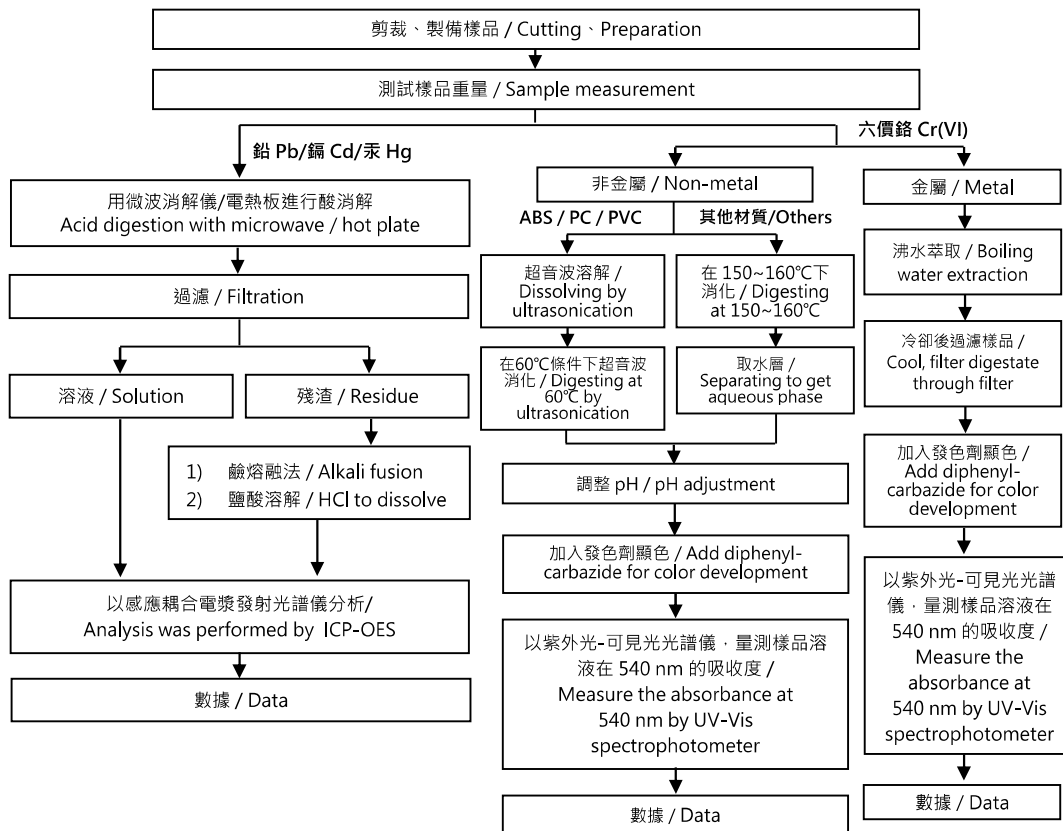 剪裁、製備樣品 / Cutting、Preparation
測試樣品重量 / Sample measurement
鉛 Pb/鎘 Cd/汞 Hg
用微波消解儀/電熱板進行酸消解
Acid digestion with microwave / hot plate
過濾 / Filtration
溶液 / Solution
殘渣 / Residue
1) 鹼熔融法 / Alkali fusion
2) 鹽酸溶解 / HCl to dissolve
以感應耦合電漿發射光譜儀分析/
Analysis was performed by ICP-OES
數據 / Data
六價鉻 Cr(VI)
非金屬 / Non-metal
ABS / PC / PVC
超音波溶解 /
Dissolving by
ultrasonication
在60℃條件下超音波
消化 / Digesting at
60℃ by
ultrasonication
其他材質/Others
在 150~160℃下
消化 / Digesting
at 150~160℃
取水層 /
Separating to get
aqueous phase
調整 pH / pH adjustment
加入發色劑顯色 / Add diphenyl-
carbazide for color development
以紫外光-可見光光譜儀，量測樣品溶
液在 540 nm 的吸收度 /
Measure the absorbance at
540 nm by UV-Vis
spectrophotometer
數據 / Data
金屬 / Metal
沸水萃取 / Boiling
water extraction
冷卻後過濾樣品 /
Cool, filter digestate
through filter
加入發色劑顯色 /
Add diphenyl-
carbazide for color
development
以紫外光-可見光光譜
儀，量測樣品溶液在
540 nm 的吸收度 /
Measure the
absorbance at
540 nm by UV-Vis
spectrophotometer
數據 / Data